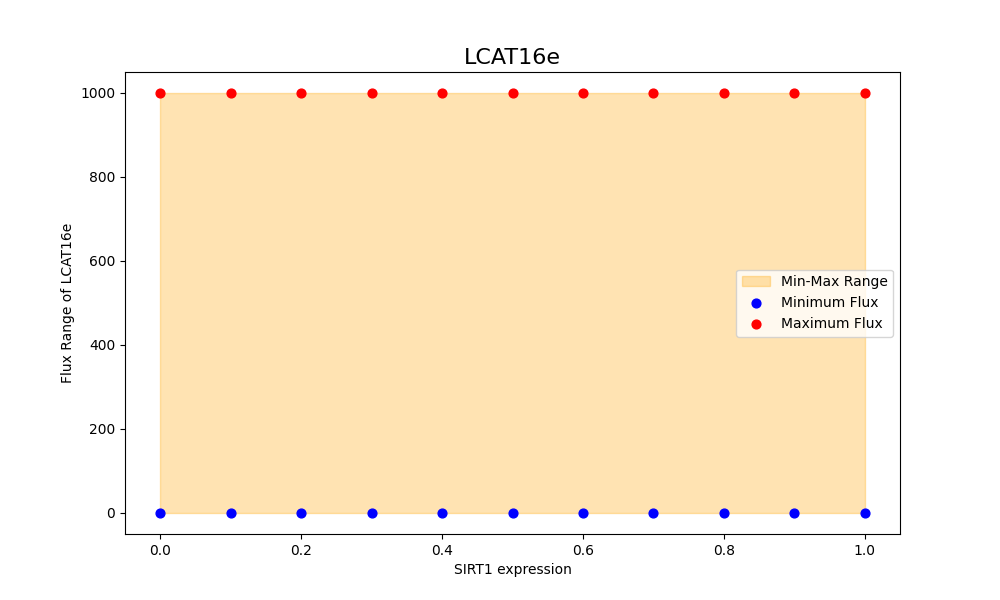 LCAT16e
Flux Range of LCAT16e
1000
800
600
400
200
0
Min-Max Range
Minimum Flux
Maximum Flux
0.0 0.2 0.4 0.6 0.8 1.0
SIRT1 expression